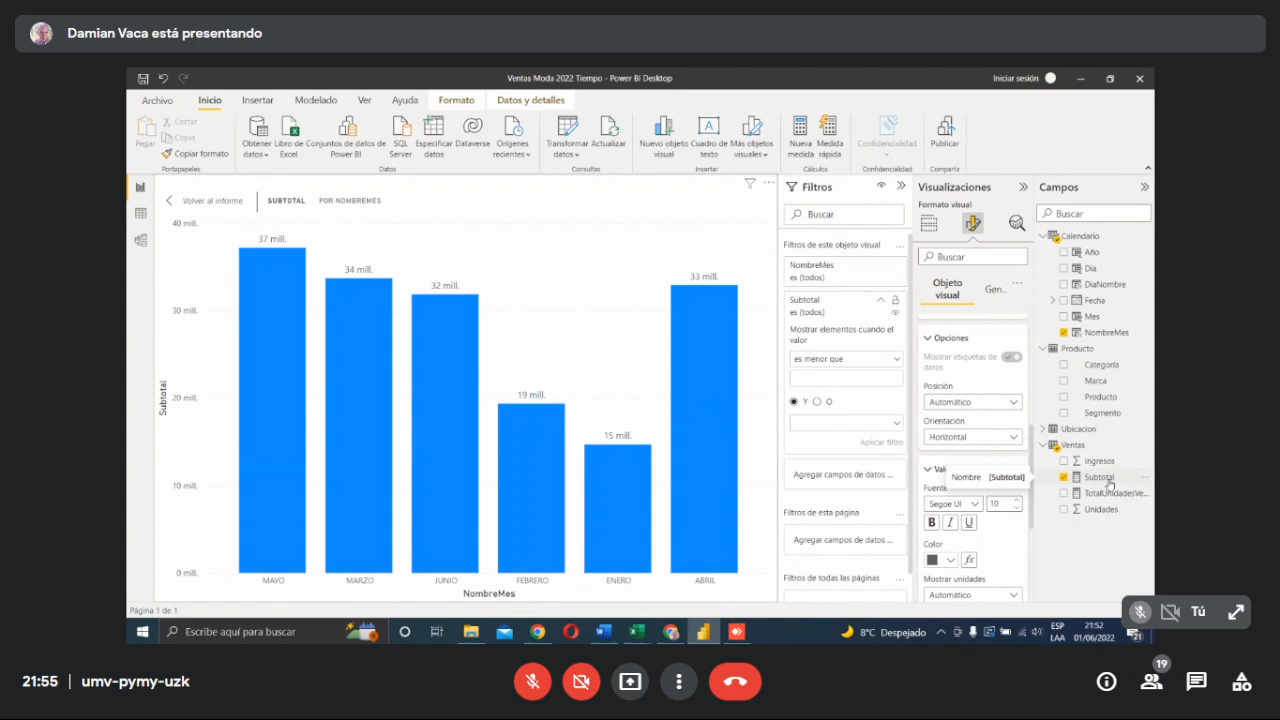 Damian Vaca está presentando
Ventas Moda 2022 Tiempo - Power BI Desktop
Iniciar sesión
Archivo Inicio Insertar Modelado Ver Ayuda Formato Datos y detalles
Pegar
Cortar
Copia
Copiar formato
Portapapeles
Obtener datos
Libro de Excel
Conjuntos de datos de Power BI
SQL Server
Especificar datos
Dataverse
Orígenes recientes
Datos
Transformar datos
Actualizar
Consultas
Nuevo objeto visual
Cuadro de texto
Más objetos visuales
Insertar
Nueva medida
Medida rápida
Cálculos
Confidencialidad
Confidencialidad
Publicar
Compartir
Volver al informe
SUBTOTAL
POR NOMBREMES
40 mill.
30 mill.
20 mill.
10 mill.
0 mill.
Subtotal
37 mill.
34 mill.
32 mill.
19 mill.
15 mill.
33 mill.
MAYO MARZO JUNIO FEBRERO ENERO ABRIL
NombreMes
Página 1 de 1
Filtros
Buscar
Filtros de este objeto visual
NombreMes
es (todos)
Subtotal
es (todos)
Mostrar elementos cuando el
valor
es menor que
Y O
Aplicar filtro
Agregar campos de datos ...
Filtros de esta página
Agregar campos de datos ...
Filtros de todas las páginas
Visualizaciones
Formato visual
Buscar
Objeto visual
Gen...
Opciones
Mostrar etiquetas de
datos
Posición
Automático
Orientación
Horizontal
Nombre [Subtotal]
Segoe UI 10
B I U
Color
fx
Mostrar unidades
Automático
Campos
Buscar
Calendario
Año
Dia
DiaNombre
Fecha
Mes
NombreMes
Producto
Categoría
Marca
Producto
Segmento
Ubicacion
Ventas
Ingresos
Subtotal
TotalUnidadesVe...
Unidades
Tú
Escribe aquí para buscar
8°C Despejado
ESP
LAA
21:52
01/06/2022
21
21:55 | umv-pymy-uzk
19